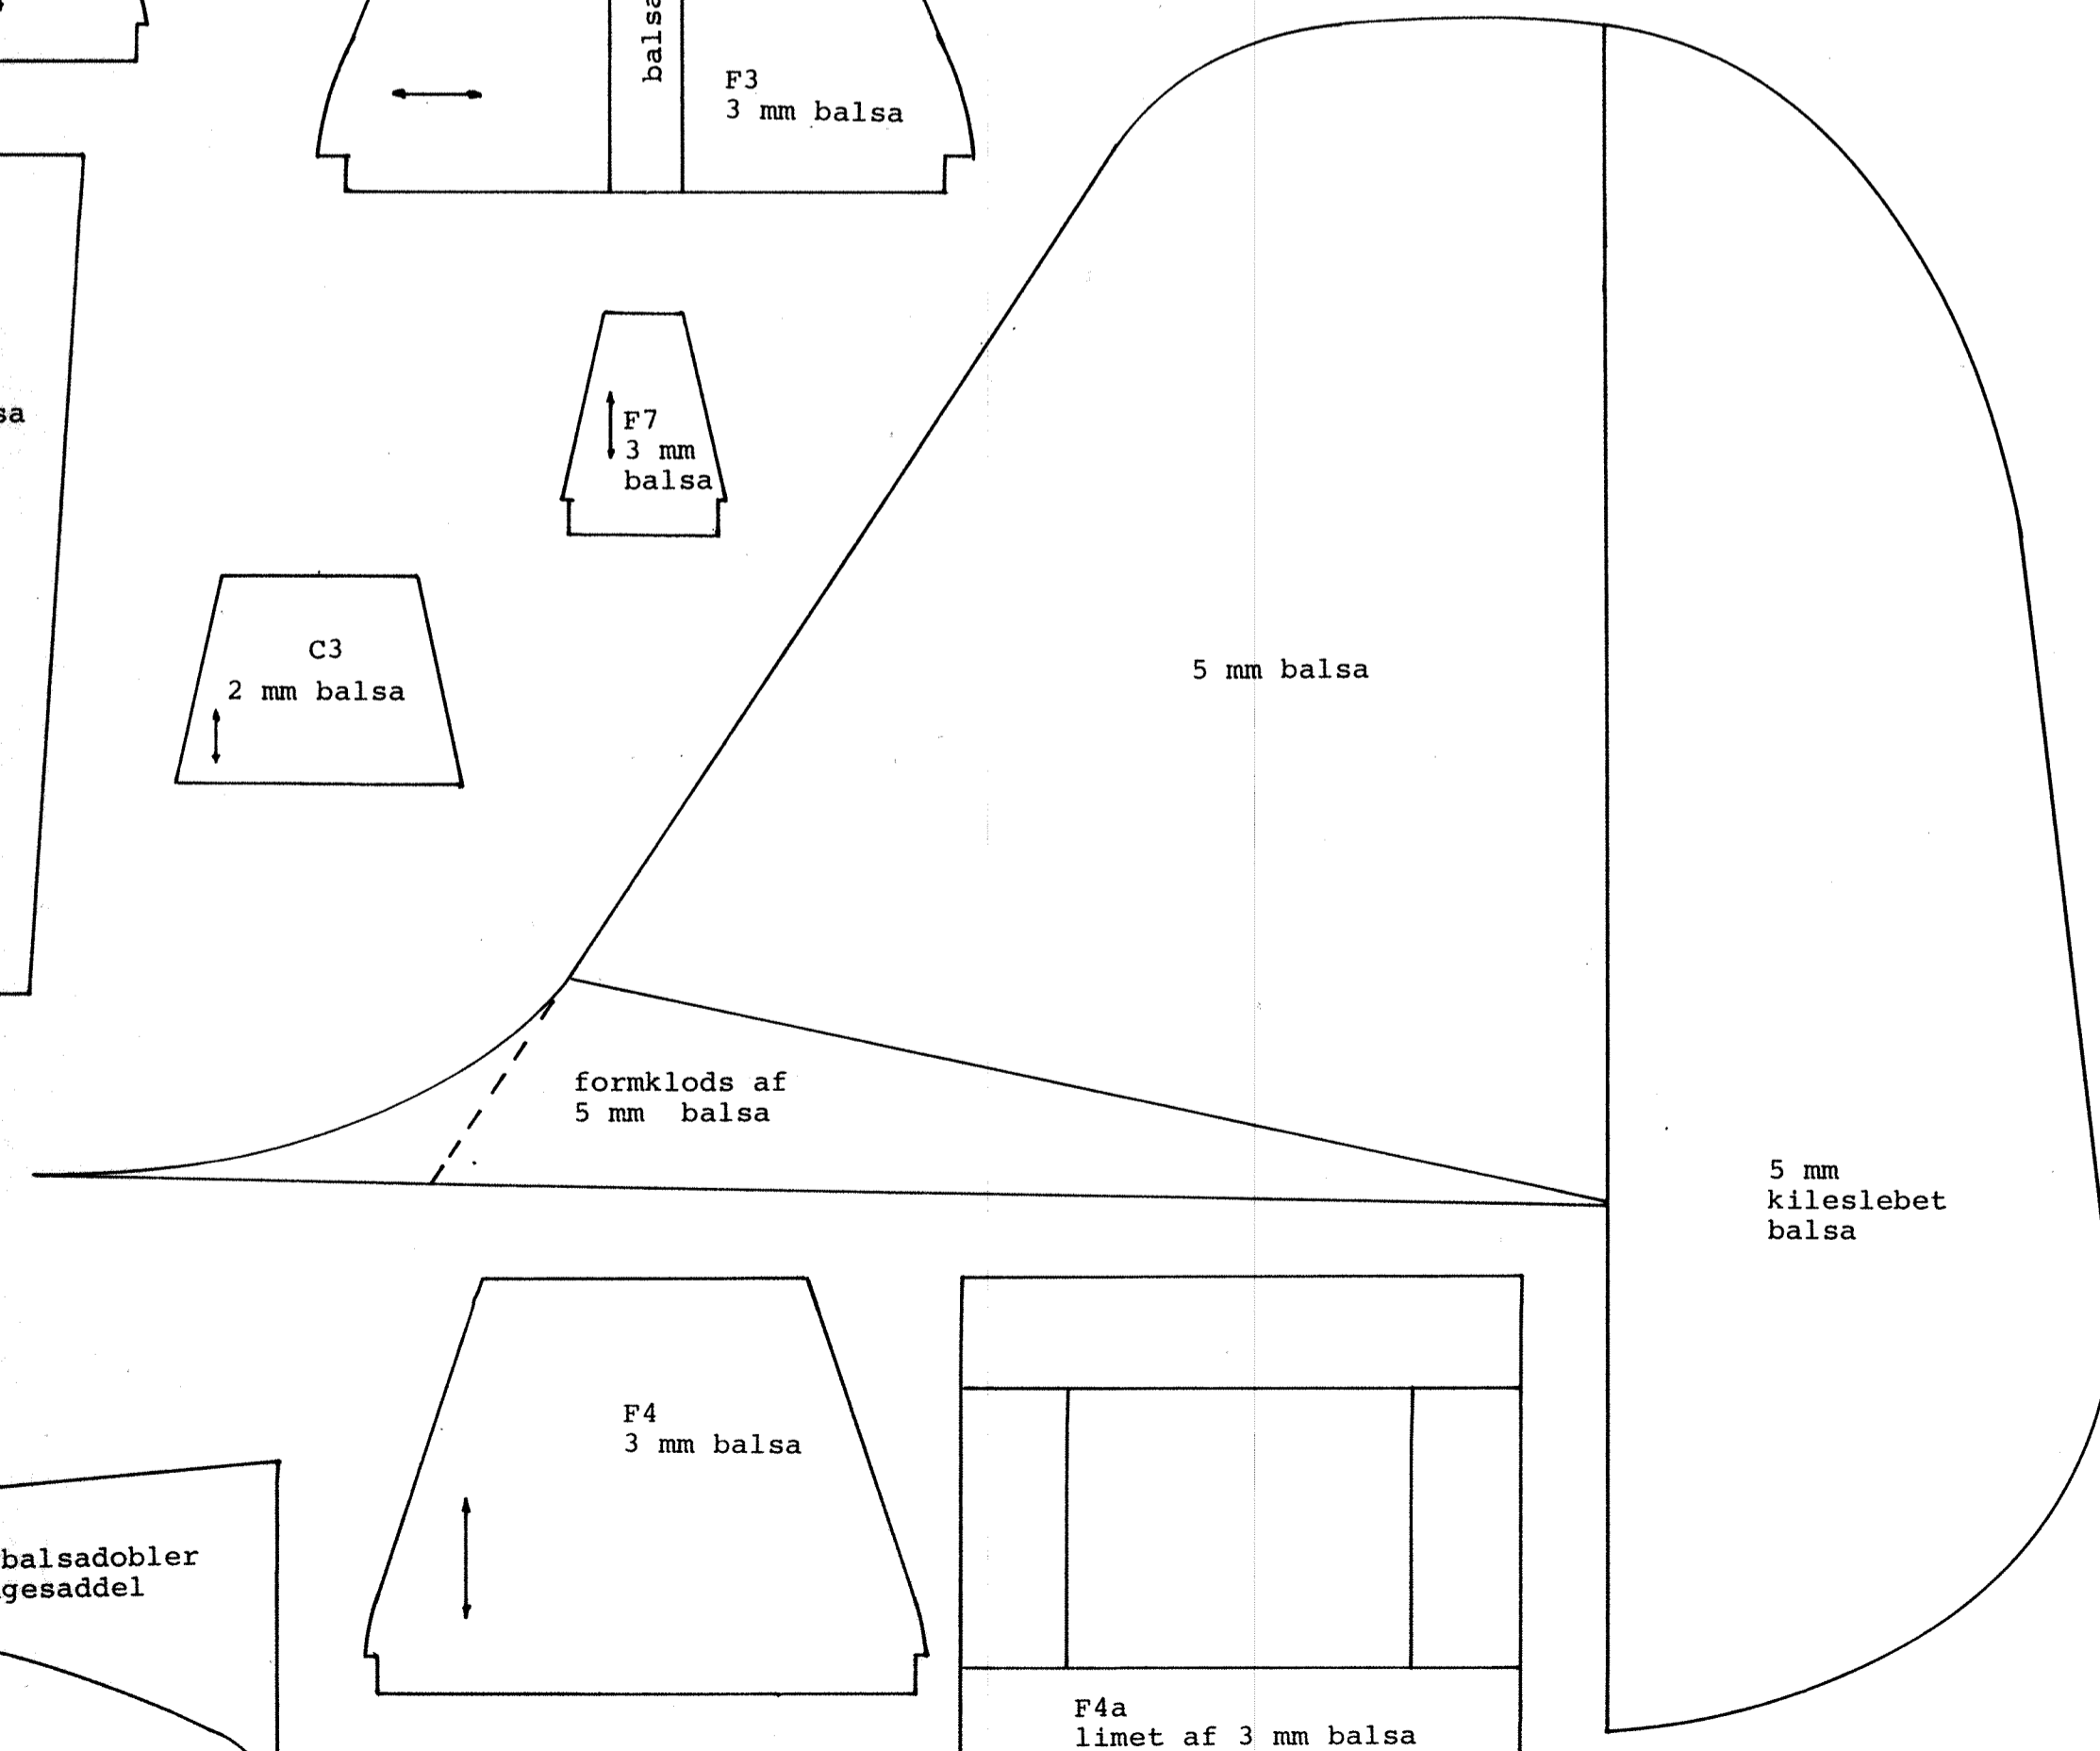 balsa
F3
3 mm balsa
sa
F7
3 mm
balsa
C3
2 mm balsa
5 mm balsa
formklods af
5 mm balsa
5 mm
kileslebet
balsa
F4
3 mm balsa
balsadobler
gesaddel
F4a
limet af 3 mm balsa